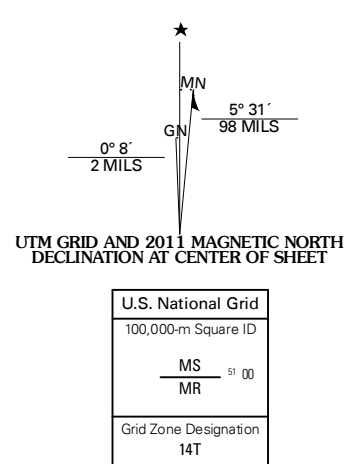 MN
GN
5° 31´
98 MILS
0° 8´
2 MILS
UTM GRID AND 2011 MAGNETIC NORTH
DECLINATION AT CENTER OF SHEET
U.S. National Grid
100,000-m Square ID
MS
51 00
MR
Grid Zone Designation
14T